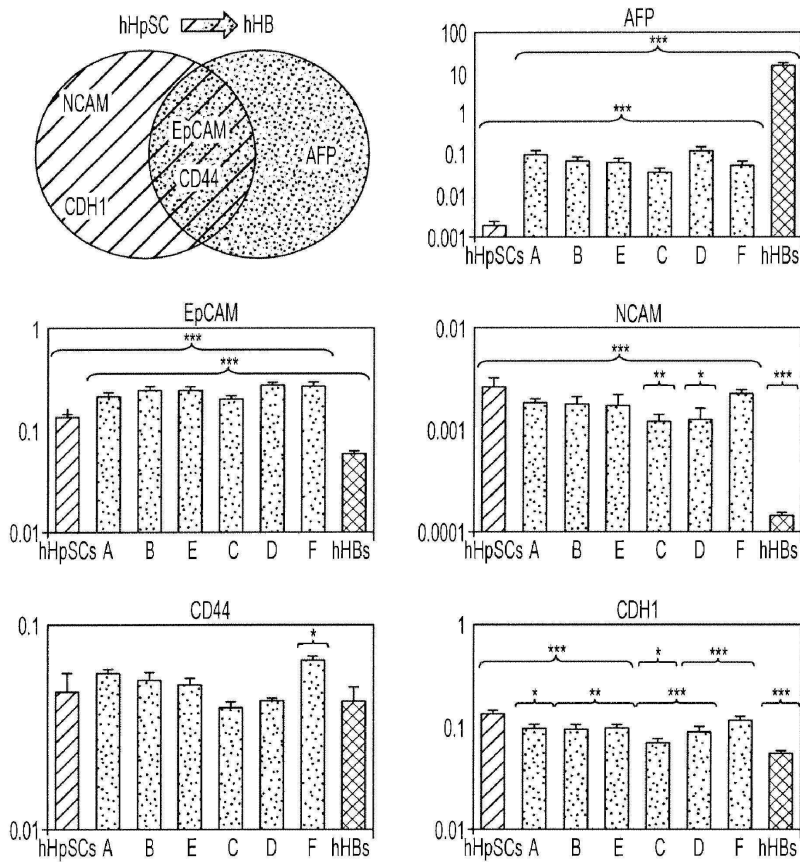 hHpSC hHB
NCAM
EpCAM
AFP
CD44
CDH1
AFP
100
10
1
0.1
0.01
0.001
***
***
hHpSCs A B E C D F hHBs
EpCAM
1
0.1
0.01
***
***
hHpSCs A B E C D F hHBs
NCAM
0.01
0.001
0.0001
***
** * ***
hHpSCs A B E C D F hHBs
CD44
0.1
0.01
*
hHpSCs A B E C D F hHBs
CDH1
1
0.1
0.01
*** * ***
* ** *** ***
hHpSCs A B E C D F hHBs